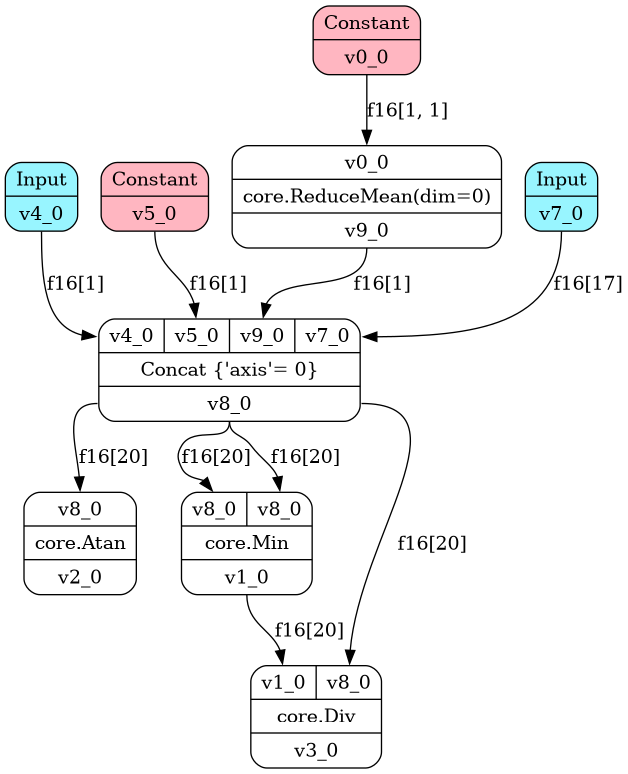 Constant
v0_0
f16[1, 1]
Input
v4_0
Constant
v5_0
v0_0
core.ReduceMean(dim=0)
v9_0
Input
v7_0
f16[1]
f16[1]
f16[1]
f16[17]
v4_0 v5_0 v9_0 v7_0
Concat {'axis'= 0}
v8_0
f16[20]
f16[20]
f16[20]
f16[20]
v8_0
core.Atan
v2_0
v8_0 v8_0
core.Min
v1_0
f16[20]
v1_0 v8_0
core.Div
v3_0